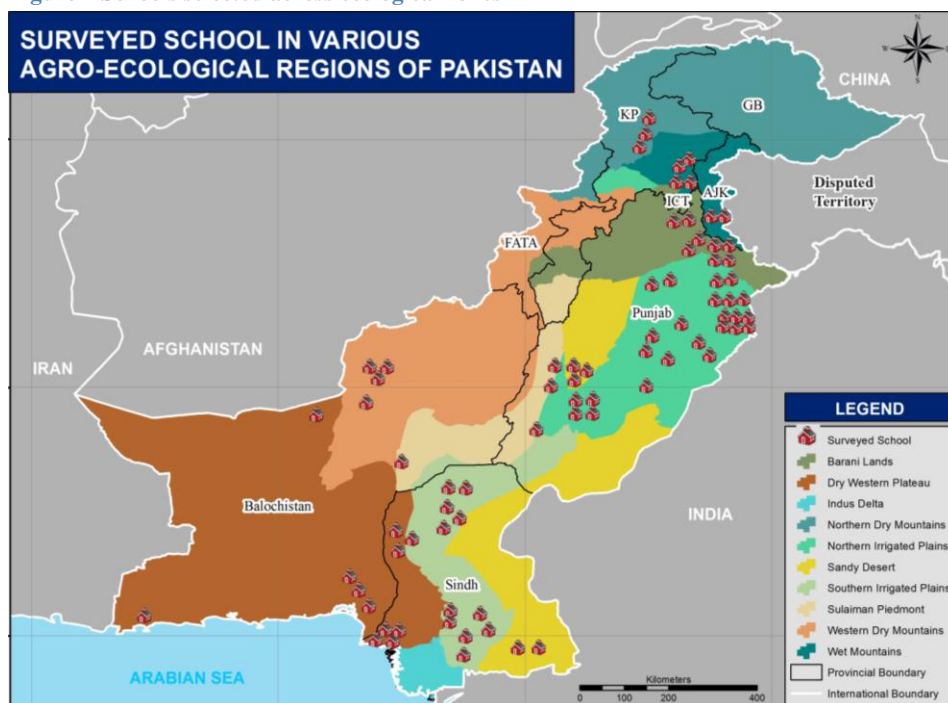 SURVEYED SCHOOL IN VARIOUS
AGRO-ECOLOGICAL REGIONS OF PAKISTAN
N
W
E
S
CHINA
KP
GB
AJK
ICT
Disputed
Territory
FATA
Punjab
AFGHANISTAN
IRAN
Balochistan
INDIA
Sindh
ARABIAN SEA
LEGEND
Surveyed School
Barani Lands
Dry Western Plateau
Indus Delta
Northern Dry Mountains
Northern Irrigated Plains
Sandy Desert
Southern Irrigated Plains
Sulaiman Piedmont
Western Dry Mountains
Wet Mountains
Provincial Boundary
International Boundary
Kilometers
0 50 100 200 300 400